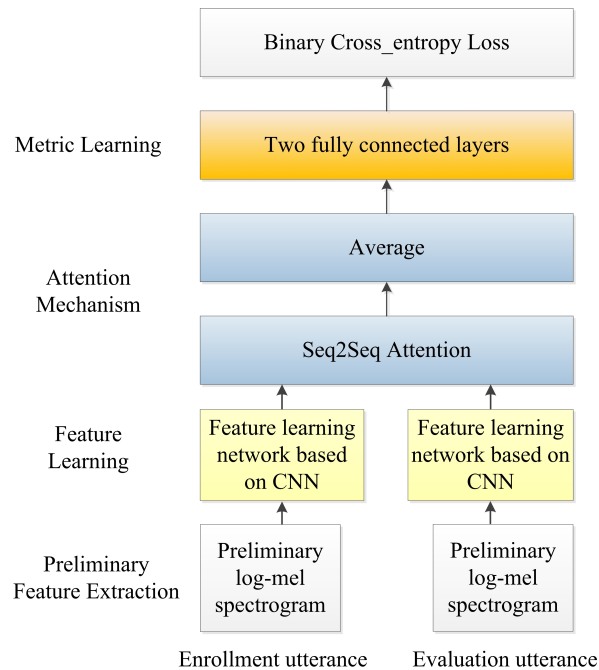 Binary Cross_entropy Loss
Metric Learning
Two fully connected layers
Average
Attention
Mechanism
Seq2Seq Attention
Feature
Learning
Feature learning
network based
on CNN
Feature learning
network based on
CNN
Preliminary
Feature Extraction
Preliminary
log-mel
spectrogram
Preliminary
log-mel
spectrogram
Enrollment utterance
Evaluation utterance